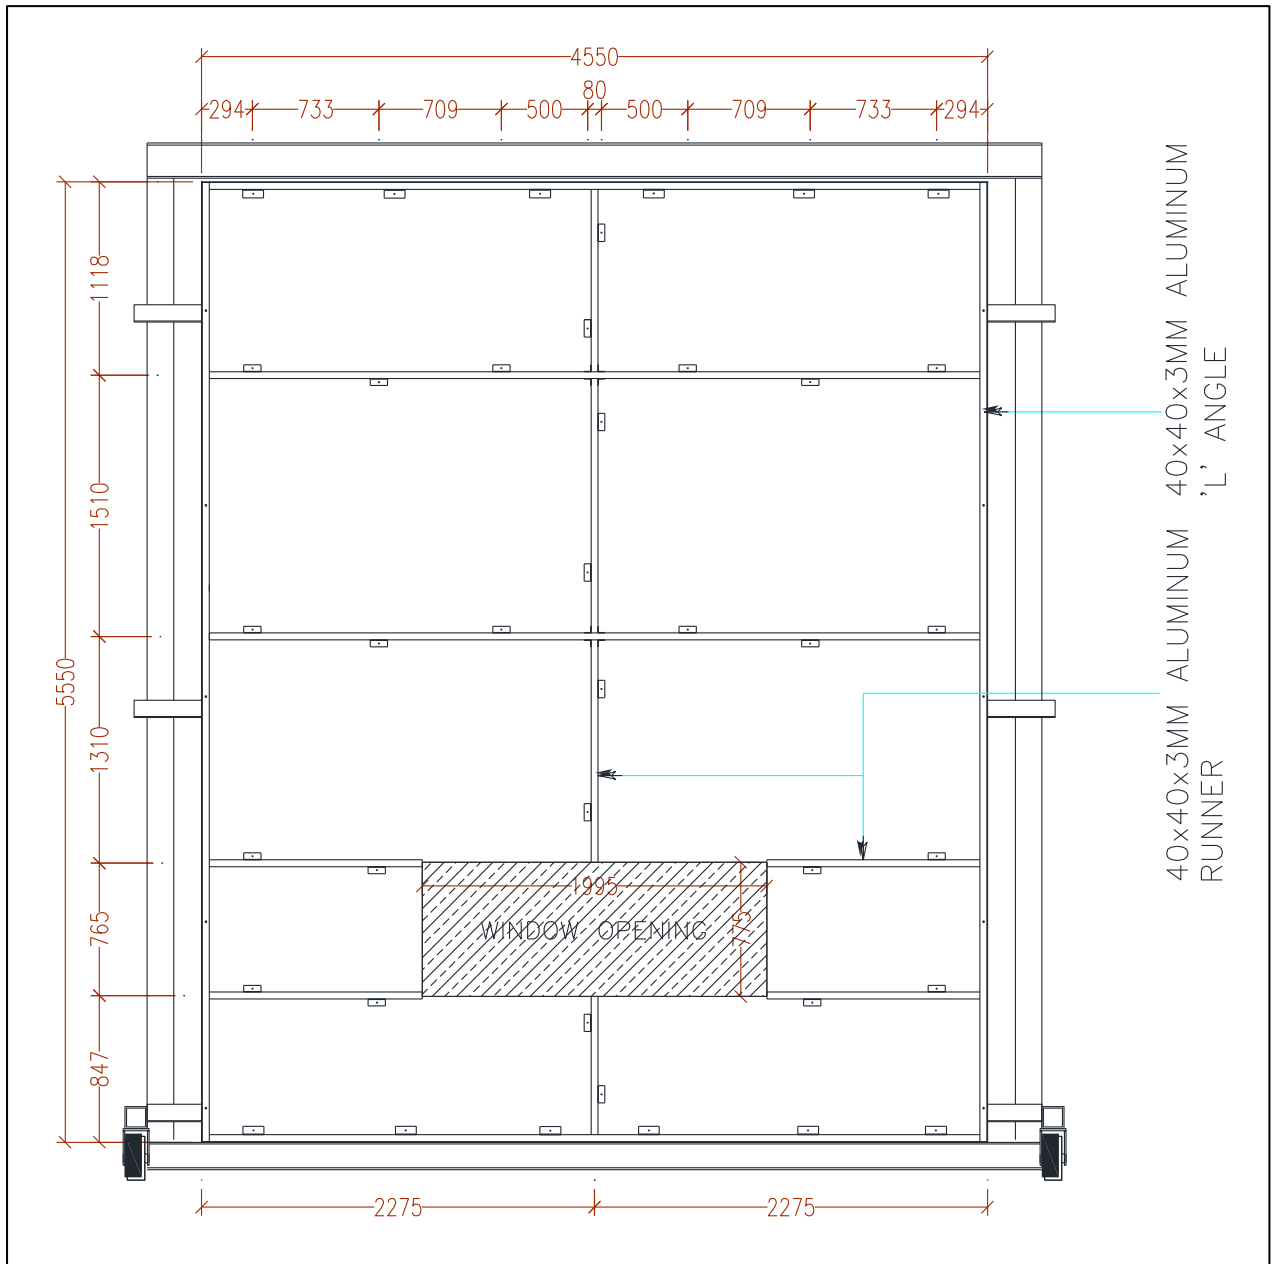 4550
80
294 733 709 500 500 709 733 294
5550
1118
1510
1310
765
847
40x40x3MM ALUMINUM
'L' ANGLE
40x40x3MM ALUMINUM
RUNNER
1995
775
WINDOW OPENING
2275 2275